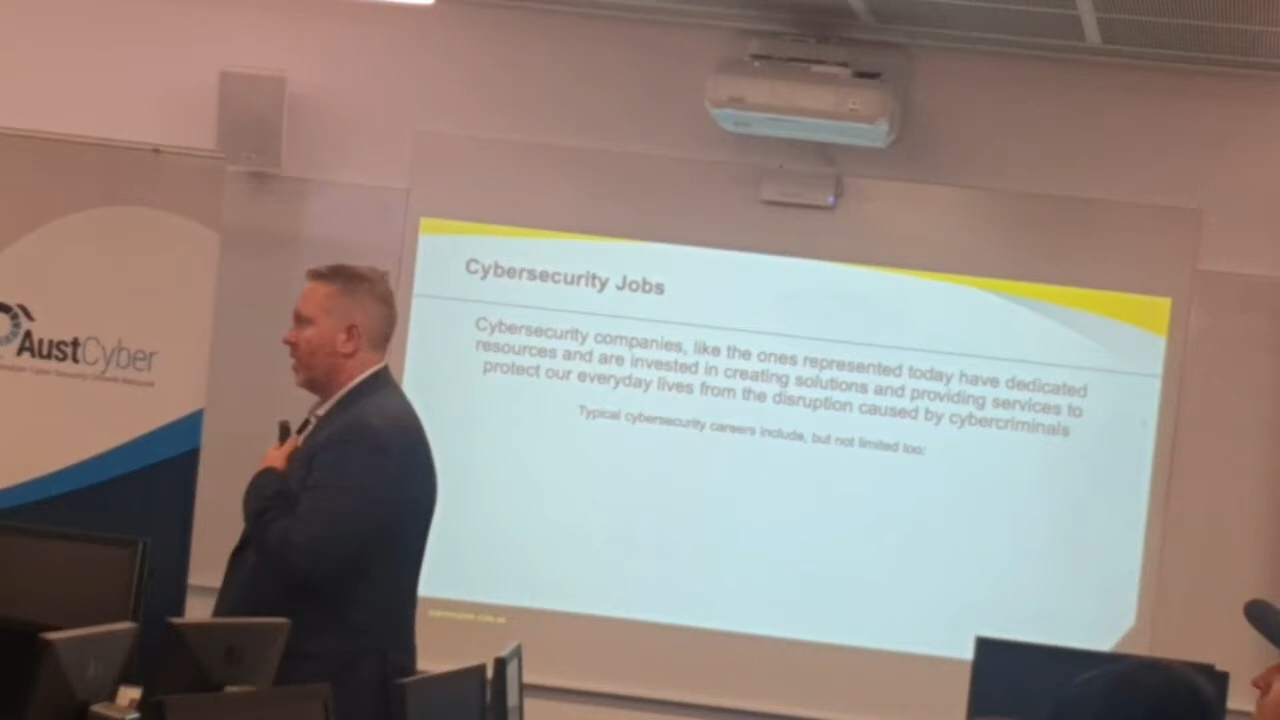 AustCyber
Cybersecurity Jobs
Cybersecurity companies, like the ones represented today have dedicated
resources and are invested in creating solutions and providing services to
protect our everyday lives from the disruption caused by cybercriminals
Typical cybersecurity careers include, but not limited too: